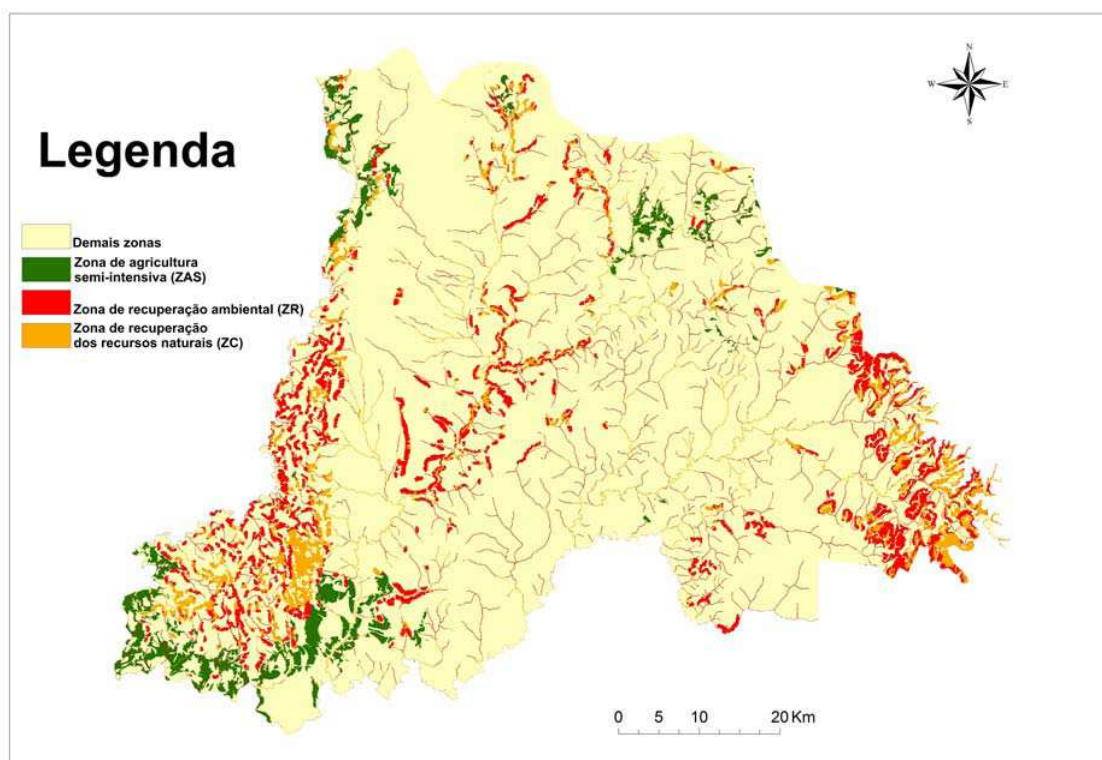 N
W E
S
Legenda
Demais zonas
Zona de agricultura
semi-intensiva (ZAS)
Zona de recuperação ambiental (ZR)
Zona de recuperação
dos recursos naturais (ZC)
0 5 10 20 Km